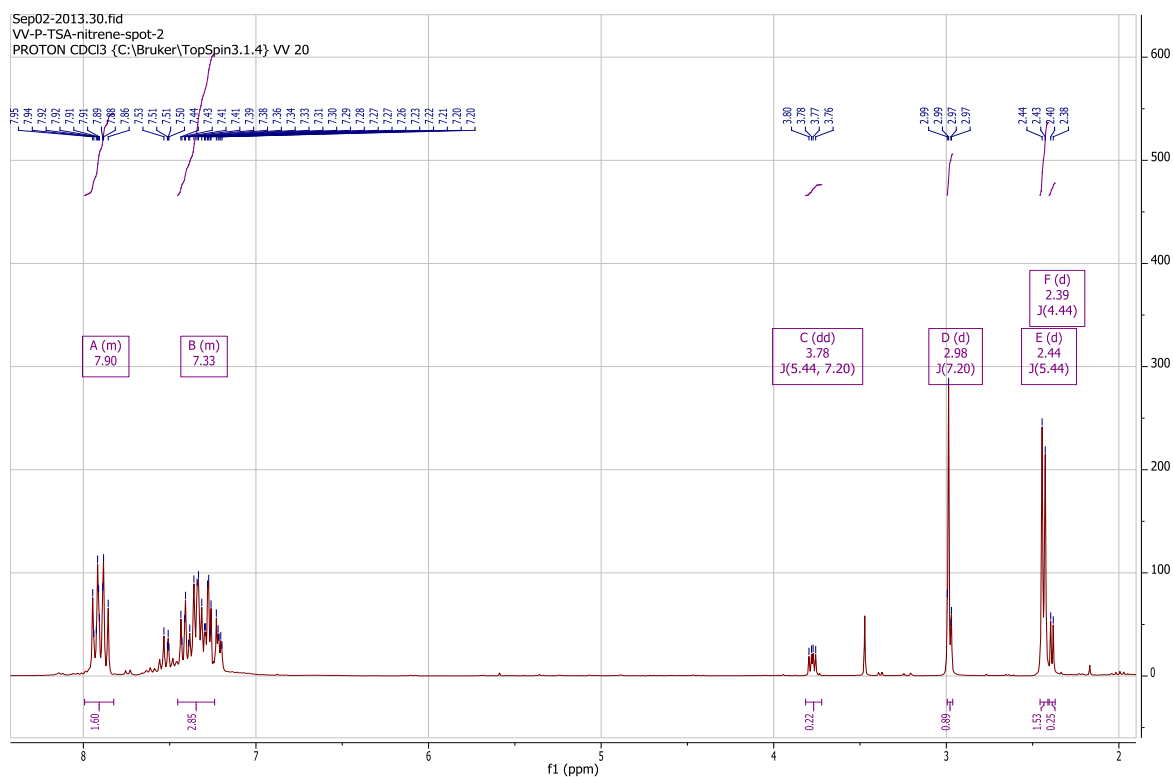 Sep02-2013.30.fid
VV-P-TSA-nitrene-spot-2
PROTON CDCl3 {C:\Bruker\TopSpin3.1.4} VV 20
7.95 7.94 7.92 7.92 7.91 7.91 7.89 7.88 7.86 7.53 7.51 7.51 7.50 7.44 7.43 7.41 7.41 7.39 7.38 7.36 7.34 7.33 7.31 7.30 7.29 7.28 7.27 7.27 7.26 7.23 7.22 7.21 7.20 7.20 3.80 3.78 3.77 3.76 2.99 2.99 2.97 2.97 2.44 2.43 2.40 2.38
A (m)
7.90
B (m)
7.33
C (dd)
3.78
J(5.44, 7.20)
D (d)
2.98
J(7.20)
F (d)
2.39
J(4.44)
E (d)
2.44
J(5.44)
600
500
400
300
200
100
0
1.60 2.85 0.22 0.89 1.53 0.25
8 7 6 5 4 3 2
f1 (ppm)